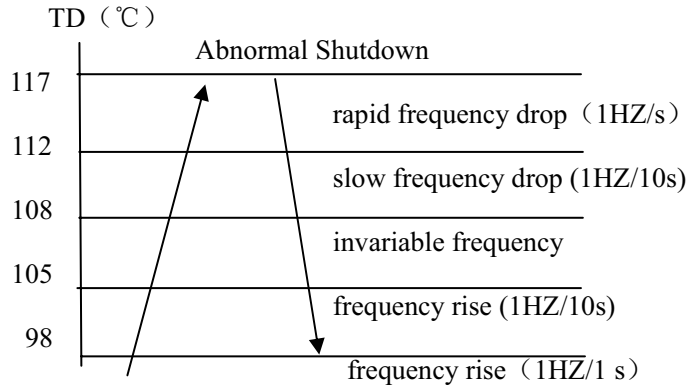 TD（℃）
Abnormal Shutdown
117
rapid frequency drop（1HZ/s）
112
slow frequency drop (1HZ/10s)
108
invariable frequency
105
frequency rise (1HZ/10s)
98
frequency rise（1HZ/1 s）